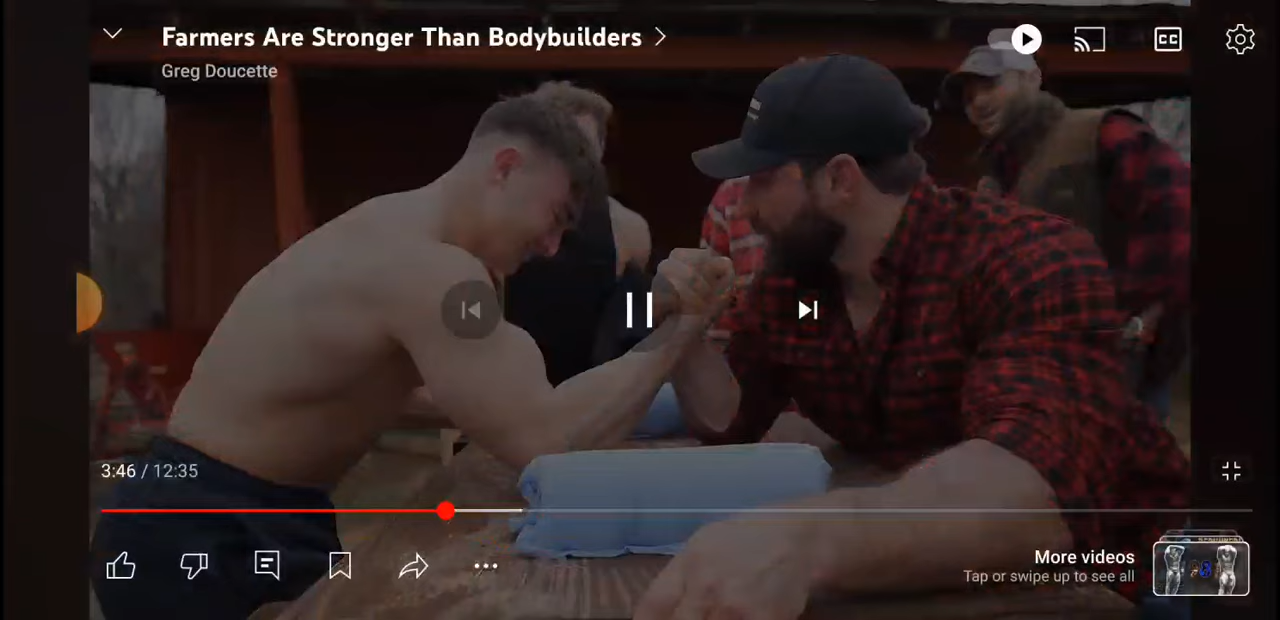 Farmers Are Stronger Than Bodybuilders
Greg Doucette
CC
3:46 / 12:35
More videos
Tap or swipe up to see all